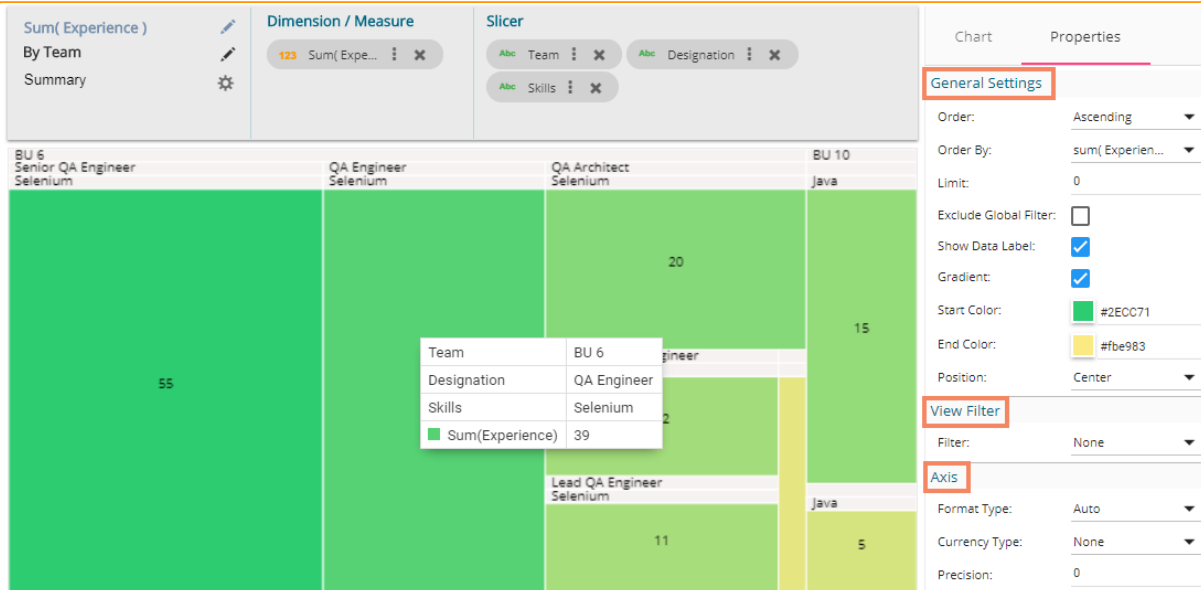 Sum( Experience )
By Team
Summary
Dimension / Measure
123 Sum( Expe...
Slicer
Abc Team
Abc Designation
Abc Skills
Chart
Properties
General Settings
Order: Ascending
Order By: sum( Experien...
Limit: 0
Exclude Global Filter:
Show Data Label:
Gradient:
Start Color: #2ECC71
End Color: #fbe983
Position: Center
View Filter
Filter: None
Axis
Format Type: Auto
Currency Type: None
Precision: 0
BU 6
Senior QA Engineer
Selenium
55
QA Engineer
Selenium
QA Architect
Selenium
20
BU 10
Java
15
Team BU 6
Designation QA Engineer
Skills Selenium
Sum(Experience) 39
Lead QA Engineer
Selenium
11
Java
5